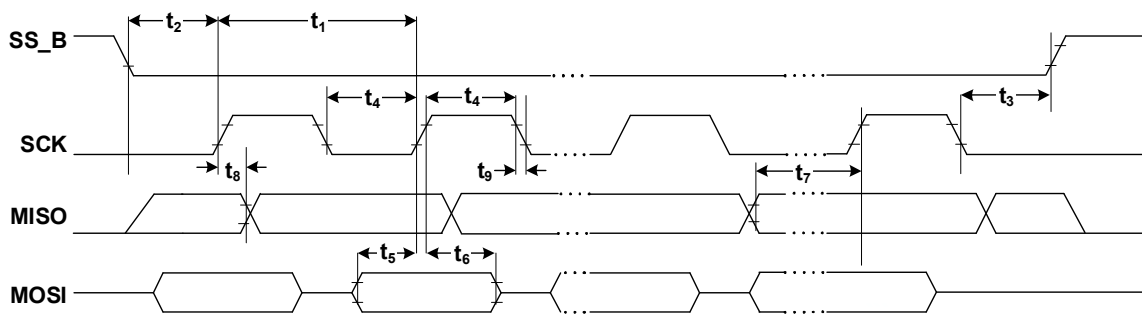 t₂ t₁
SS_B
t₄ t₄ t₃
SCK
t₈ t₉ t₇
MISO
t₅ t₆
MOSI